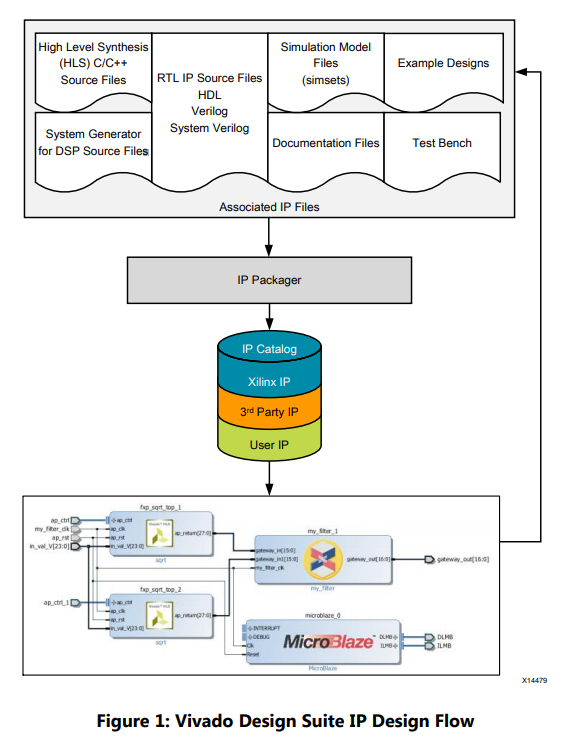 High Level Synthesis
(HLS) C/C++
Source Files
RTL IP Source Files
HDL
Verilog
System Verilog
Simulation Model
Files
(simsets)
Example Designs
System Generator
for DSP Source Files
Documentation Files
Test Bench
Associated IP Files
IP Packager
IP Catalog
Xilinx IP
3rd Party IP
User IP
fxp_sqrt_top_1
ap_ctrl
my_filter_clk
ap_rst
in_val_V[23:0]
ap_ctrl
ap_clk
ap_rst
in_val_V[23:0]
Vivado HLS
ap_return[27:0]
sqrt
my_filter_1
gateway_in[15:0]
gateway_in1[15:0]
my_filter_clk
gateway_out[16:0]
my_filter
gateway_out[16:0]
fxp_sqrt_top_2
ap_ctrl_1
ap_ctrl
ap_clk
ap_rst
in_val_V[23:0]
Vivado HLS
ap_return[27:0]
sqrt
microblaze_0
INTERRUPT
DEBUG
Clk
Reset
MicroBlaze™
DLMB
ILMB
DLMB
ILMB
MicroBlaze
X14479
Figure 1: Vivado Design Suite IP Design Flow